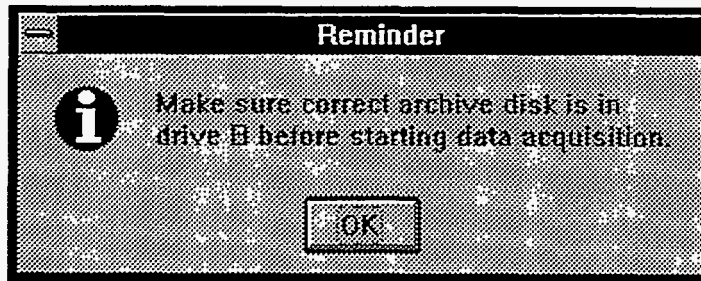 Reminder
Make sure correct archive disk is in
drive B before starting data acquisition.
OK